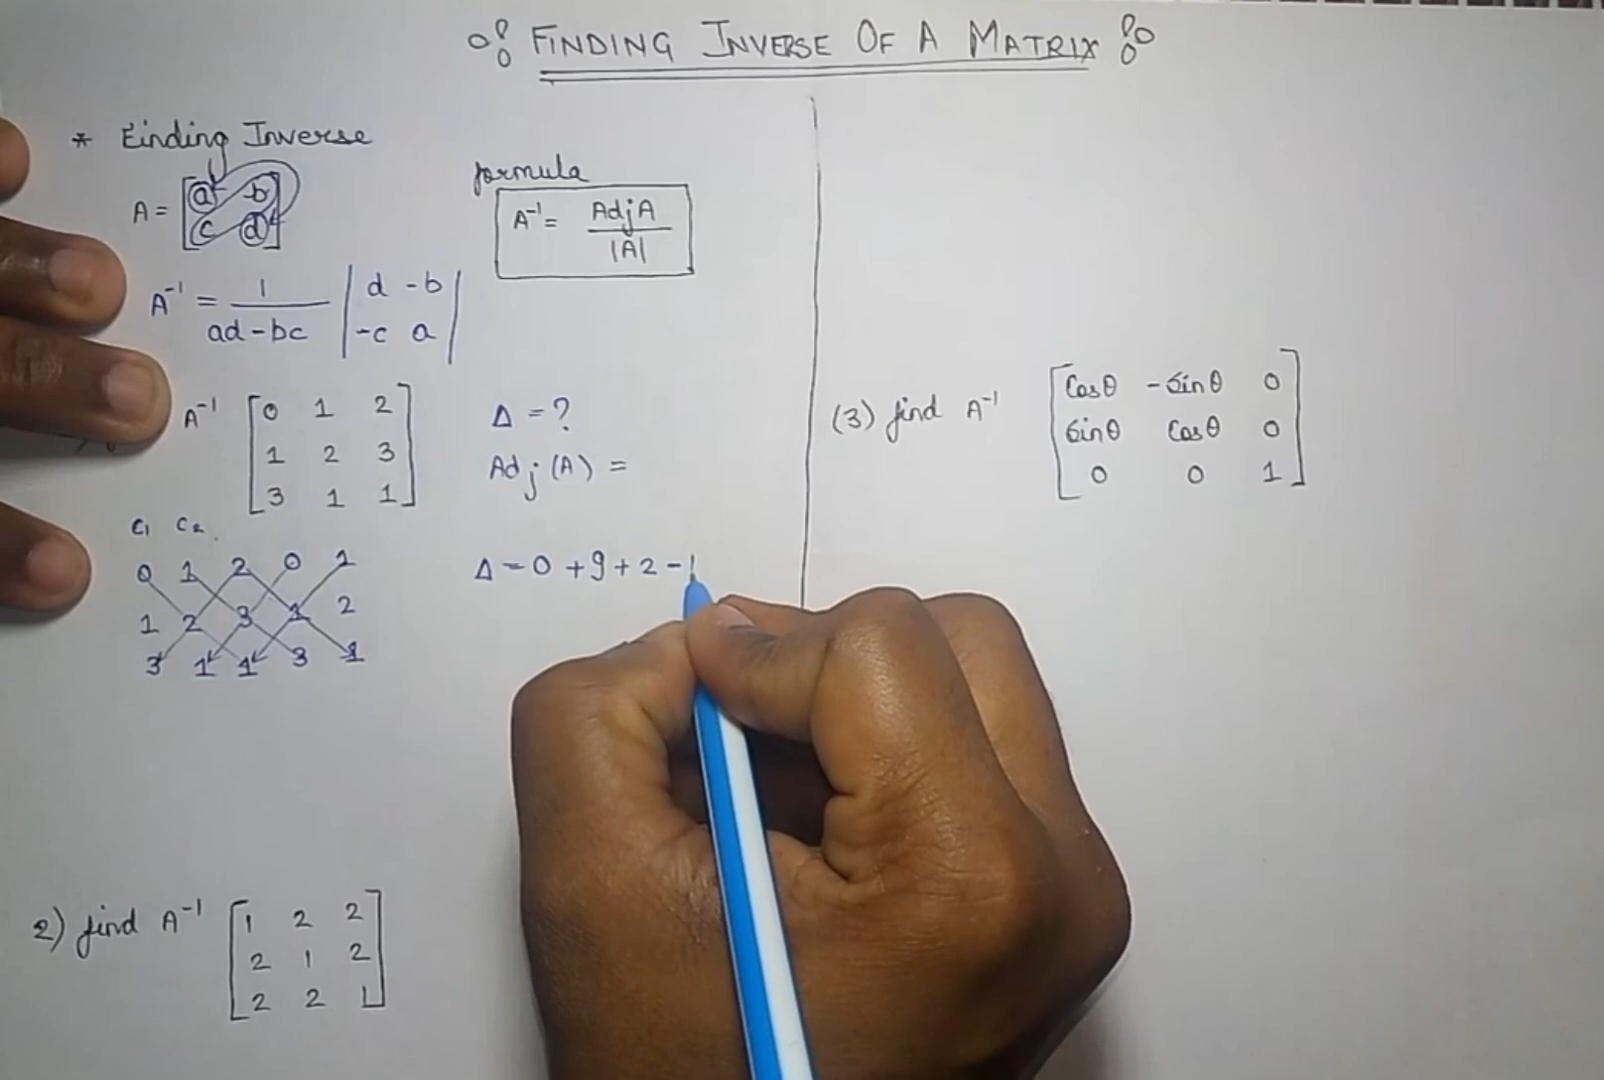 FINDING INVERSE OF A MATRIX
* Finding Inverse
A = [a b
c d]
formula
A⁻¹ = AdjA
|A|
A⁻¹ = 1 | d -b |
ad - bc | -c a |
A⁻¹ [0 1 2
1 2 3
3 1 1]
Δ = ?
Adj (A) =
C₁ C₂
0 1 2 0 1
1 2 3 1 2
3 1 1 3 1
Δ = 0 + 9 + 2 - 1
2) find A⁻¹ [1 2 2
2 1 2
2 2 1]
(3) find A⁻¹ [Cosθ -Sinθ 0
Sinθ Cosθ 0
0 0 1]